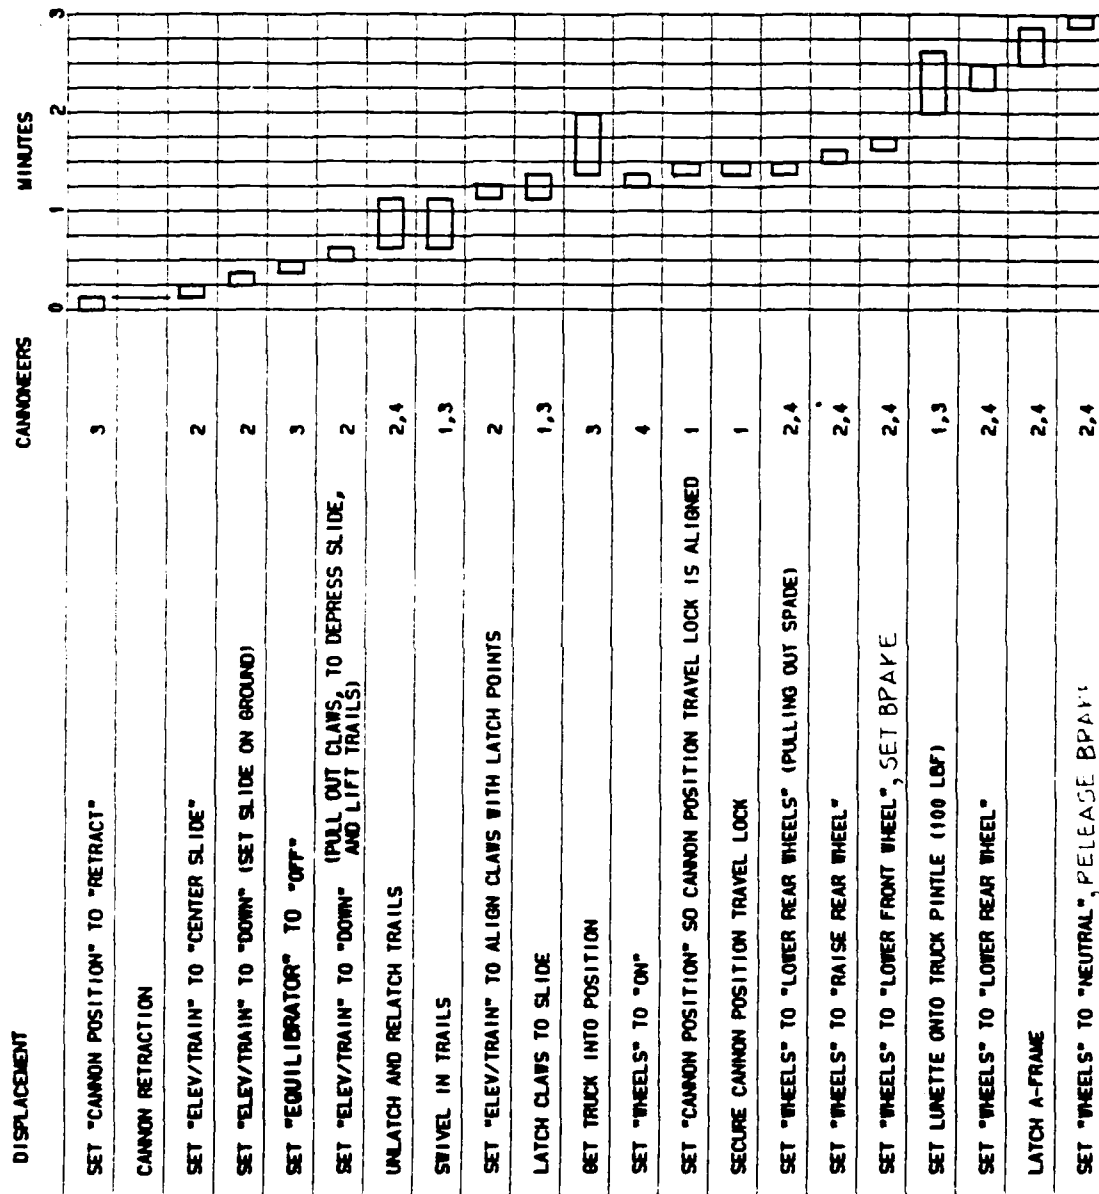 DISPLACEMENT CANNONEERS MINUTES
0 1 2 3
SET "CANNON POSITION" TO "RETRACT" 3
CANNON RETRACTION
SET "ELEV/TRAIN" TO "CENTER SLIDE" 2
SET "ELEV/TRAIN" TO "DOWN" (SET SLIDE ON GROUND) 2
SET "EQUILIBRATOR" TO "OFF" 3
SET "ELEV/TRAIN" TO "DOWN" (PULL OUT CLAWS, TO DEPRESS SLIDE, 2
AND LIFT TRAILS)
UNLATCH AND RELATCH TRAILS 2,4
SWIVEL IN TRAILS 1,3
SET "ELEV/TRAIN" TO ALIGN CLAWS WITH LATCH POINTS 2
LATCH CLAWS TO SLIDE 1,3
GET TRUCK INTO POSITION 3
SET "WHEELS" TO "ON" 4
SET "CANNON POSITION" SO CANNON POSITION TRAVEL LOCK IS ALIGNED 1
SECURE CANNON POSITION TRAVEL LOCK 1
SET "WHEELS" TO "LOWER REAR WHEELS" (PULLING OUT SPADE) 2,4
SET "WHEELS" TO "RAISE REAR WHEEL" 2,4
SET "WHEELS" TO "LOWER FRONT WHEEL", SET BRAKE 2,4
SET LUNETTE ONTO TRUCK PINTLE (100 LBF) 1,3
SET "WHEELS" TO "LOWER REAR WHEEL" 2,4
LATCH A-FRAME 2,4
SET "WHEELS" TO "NEUTRAL", RELEASE BRAKE 2,4